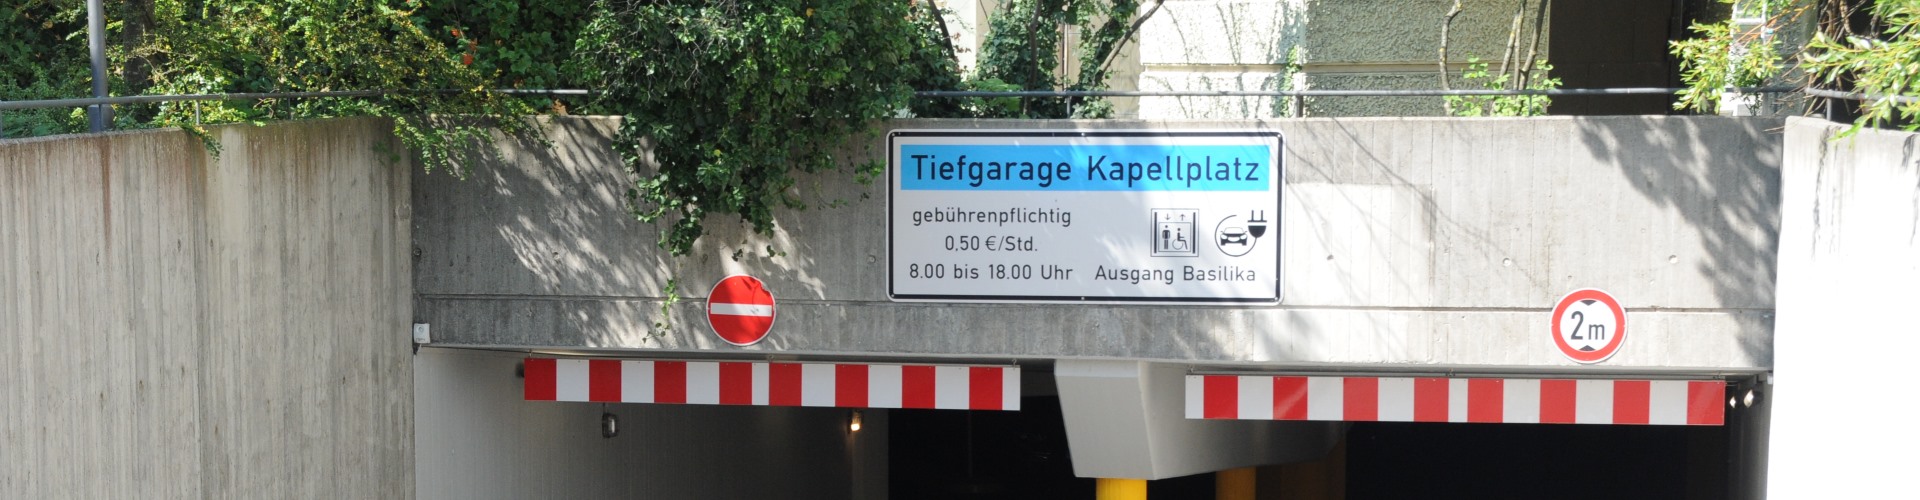 Tiefgarage Kapellplatz
gebührenpflichtig
0,50 €/Std.
8.00 bis 18.00 Uhr
Ausgang Basilika
2m